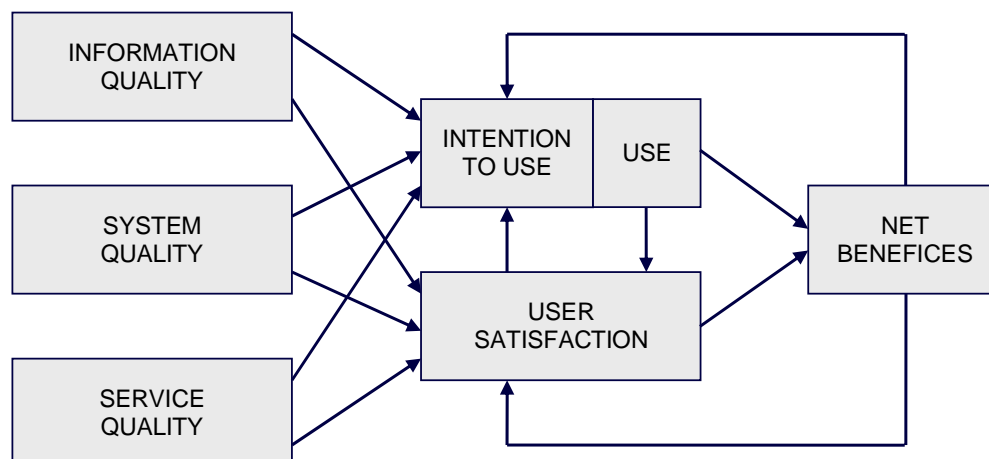 INFORMATION
QUALITY
SYSTEM
QUALITY
SERVICE
QUALITY
INTENTION
TO USE
USE
USER
SATISFACTION
NET
BENEFICES